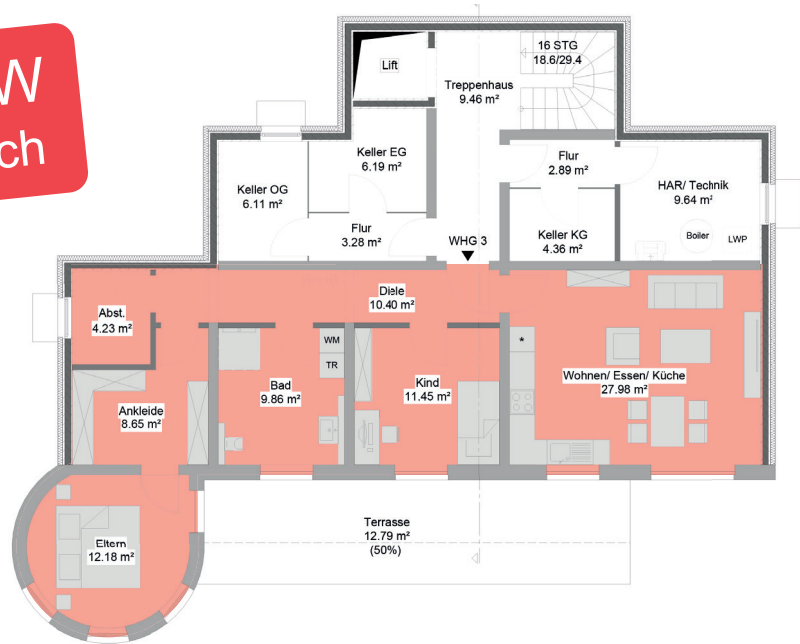 W
ch
Lift
16 STG
18.6/29.4
Treppenhaus
9.46 m²
Keller EG
6.19 m²
Flur
2.89 m²
Keller OG
6.11 m²
HAR/ Technik
9.64 m²
Flur
3.28 m²
Keller KG
4.36 m²
Boiler
LWP
WHG 3
Abst.
4.23 m²
Diele
10.40 m²
WM
TR
*
Bad
9.86 m²
Kind
11.45 m²
Wohnen/ Essen/ Küche
27.98 m²
Ankleide
8.65 m²
Eltern
12.18 m²
Terrasse
12.79 m²
(50%)